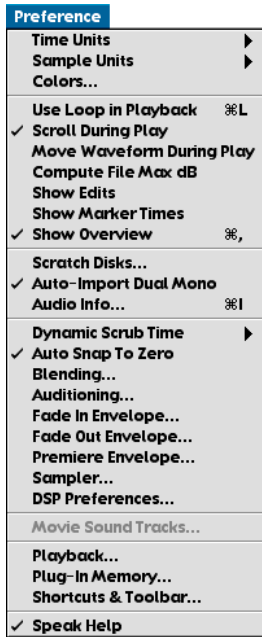 Preference
Time Units
Sample Units
Colors...
Use Loop in Playback ⌘L
✓ Scroll During Play
Move Waveform During Play
Compute File Max dB
Show Edits
Show Marker Times
✓ Show Overview ⌘,
Scratch Disks...
✓ Auto-Import Dual Mono
Audio Info... ⌘I
Dynamic Scrub Time
✓ Auto Snap To Zero
Blending...
Auditioning...
Fade In Envelope...
Fade Out Envelope...
Premiere Envelope...
Sampler...
DSP Preferences...
Movie Sound Tracks...
Playback...
Plug-In Memory...
Shortcuts & Toolbar...
✓ Speak Help